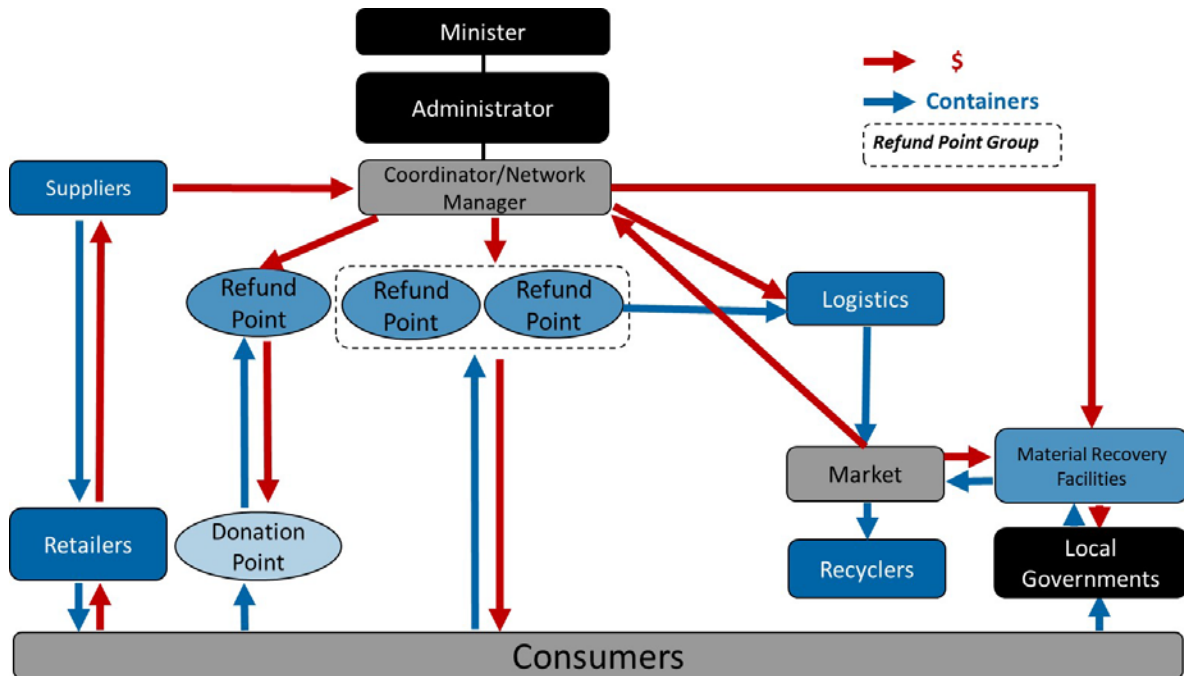 Minister
$
Administrator
Containers
Refund Point Group
Suppliers
Coordinator/Network
Manager
Refund
Point
Refund
Point
Refund
Point
Logistics
Market
Material Recovery
Facilities
Retailers
Donation
Point
Recyclers
Local
Governments
Consumers